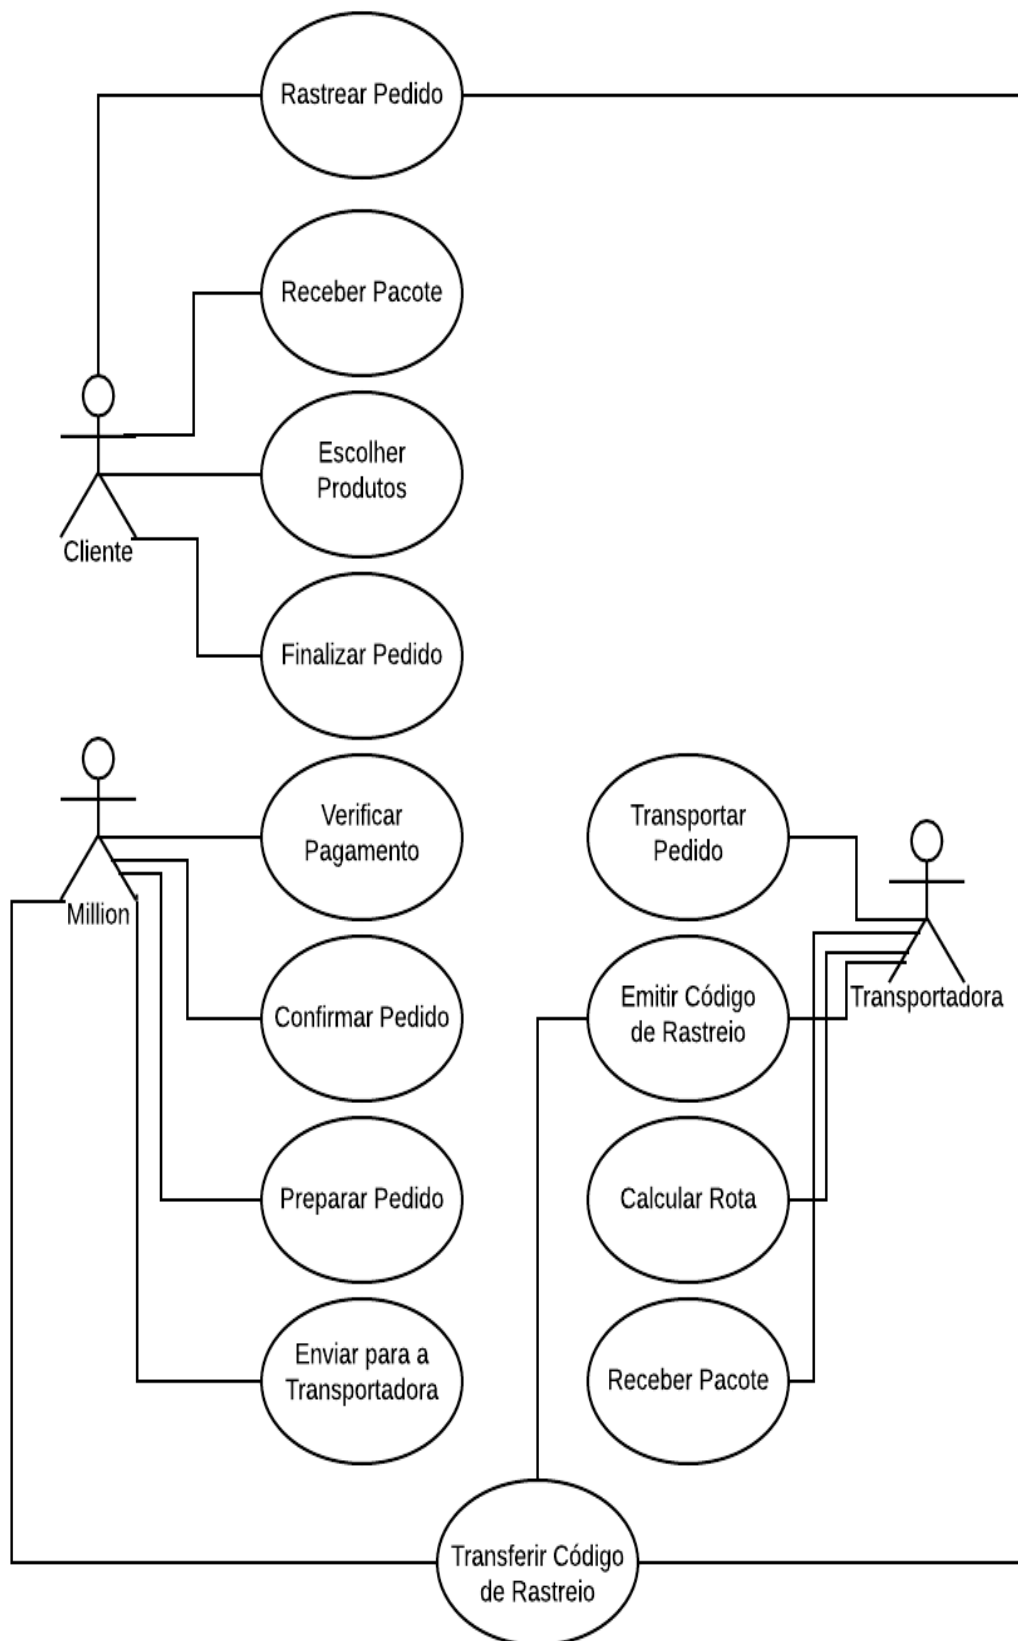 Rastrear Pedido
Receber Pacote
Escolher
Produtos
Cliente
Finalizar Pedido
Verificar
Pagamento
Million
Confirmar Pedido
Preparar Pedido
Enviar para a
Transportadora
Transportar
Pedido
Transportadora
Emitir Código
de Rastreio
Calcular Rota
Receber Pacote
Transferir Código
de Rastreio